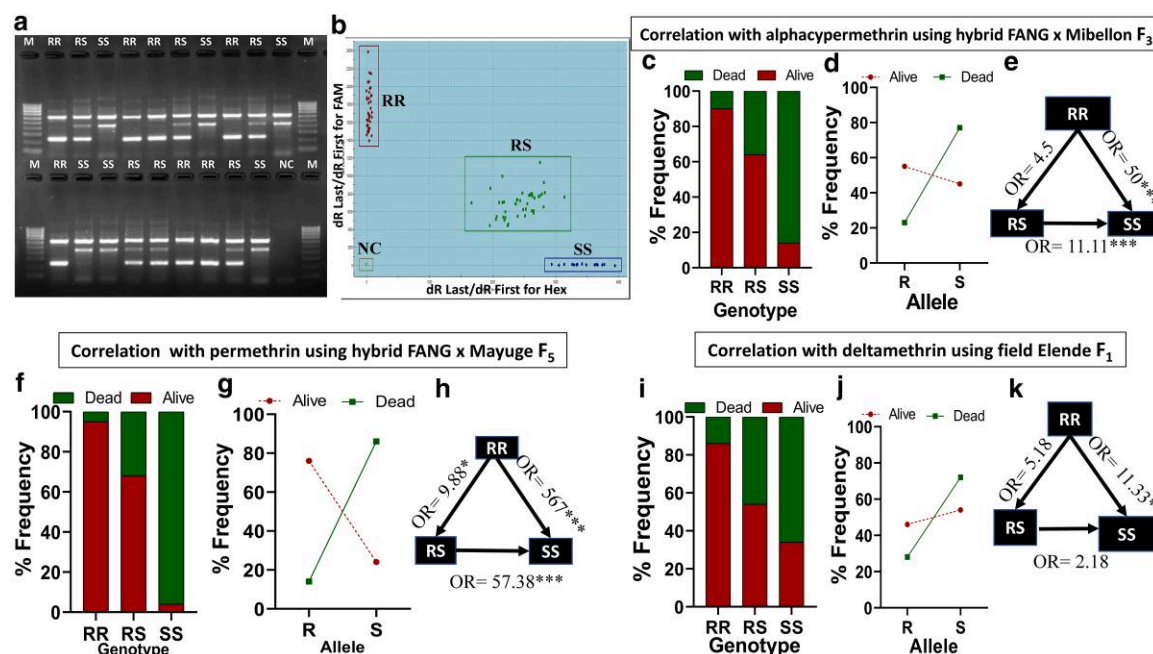 a
M RR RS SS RR RR RS SS RR RS SS M
M RR SS SS RS RS RR RR RS SS NC M
b
dR Last/dR First for FAM
RR
RS
NC
SS
dR Last/dR First for Hex
Correlation with alphacypermethrin using hybrid FANG x Mibellon F3
c
Dead Alive
% Frequency
100
80
60
40
20
0
RR RS SS
Genotype
d
Alive
Dead
% Frequency
100
80
60
40
20
0
R S
Allele
e
RR
OR= 4.5
OR= 50***
RS
SS
OR= 11.11 ***
Correlation with permethrin using hybrid FANG x Mayuge F5
f
Dead Alive
% Frequency
100
80
60
40
20
0
RR RS SS
Genotype
g
Alive
Dead
% Frequency
100
80
60
40
20
0
R S
Allele
h
RR
OR= 9.88*
OR= 567***
RS
SS
OR= 57.38***
Correlation with deltamethrin using field Elende F1
i
Dead Alive
% Frequency
100
80
60
40
20
0
RR RS SS
Genotype
j
Alive
Dead
% Frequency
100
80
60
40
20
0
R S
Allele
k
RR
OR= 5.18
OR= 11.33*
RS
SS
OR= 2.18